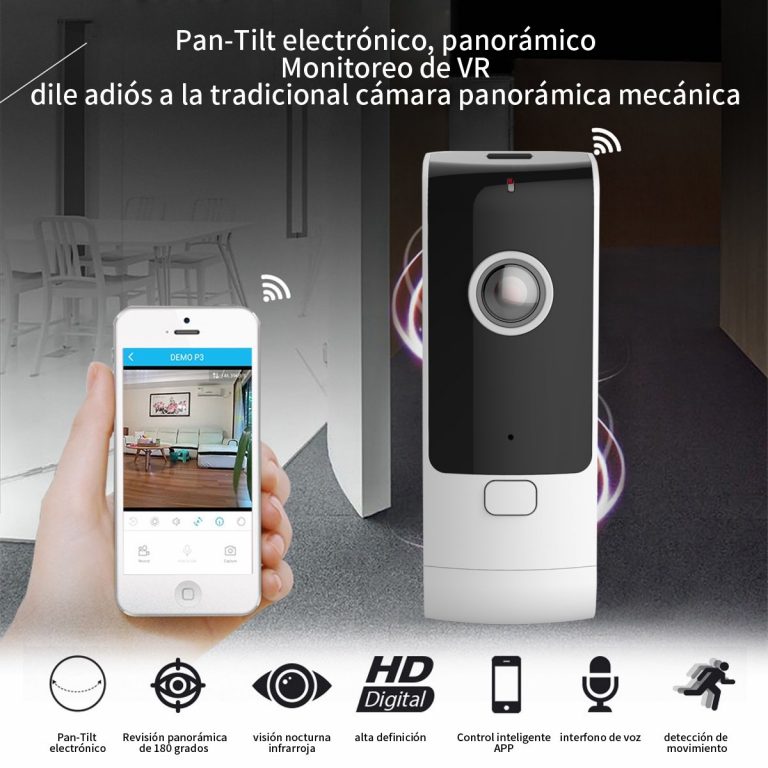 Pan-Tilt electrónico, panorámico
Monitoreo de VR
dile adiós a la tradicional cámara panorámica mecánica
DEMO P3
Record
Capture
HD
Digital
Pan-Tilt
electrónico
Revisión panorámica
de 180 grados
visión nocturna
infrarroja
alta definición
Control inteligente
APP
interfono de voz
detección de
movimiento